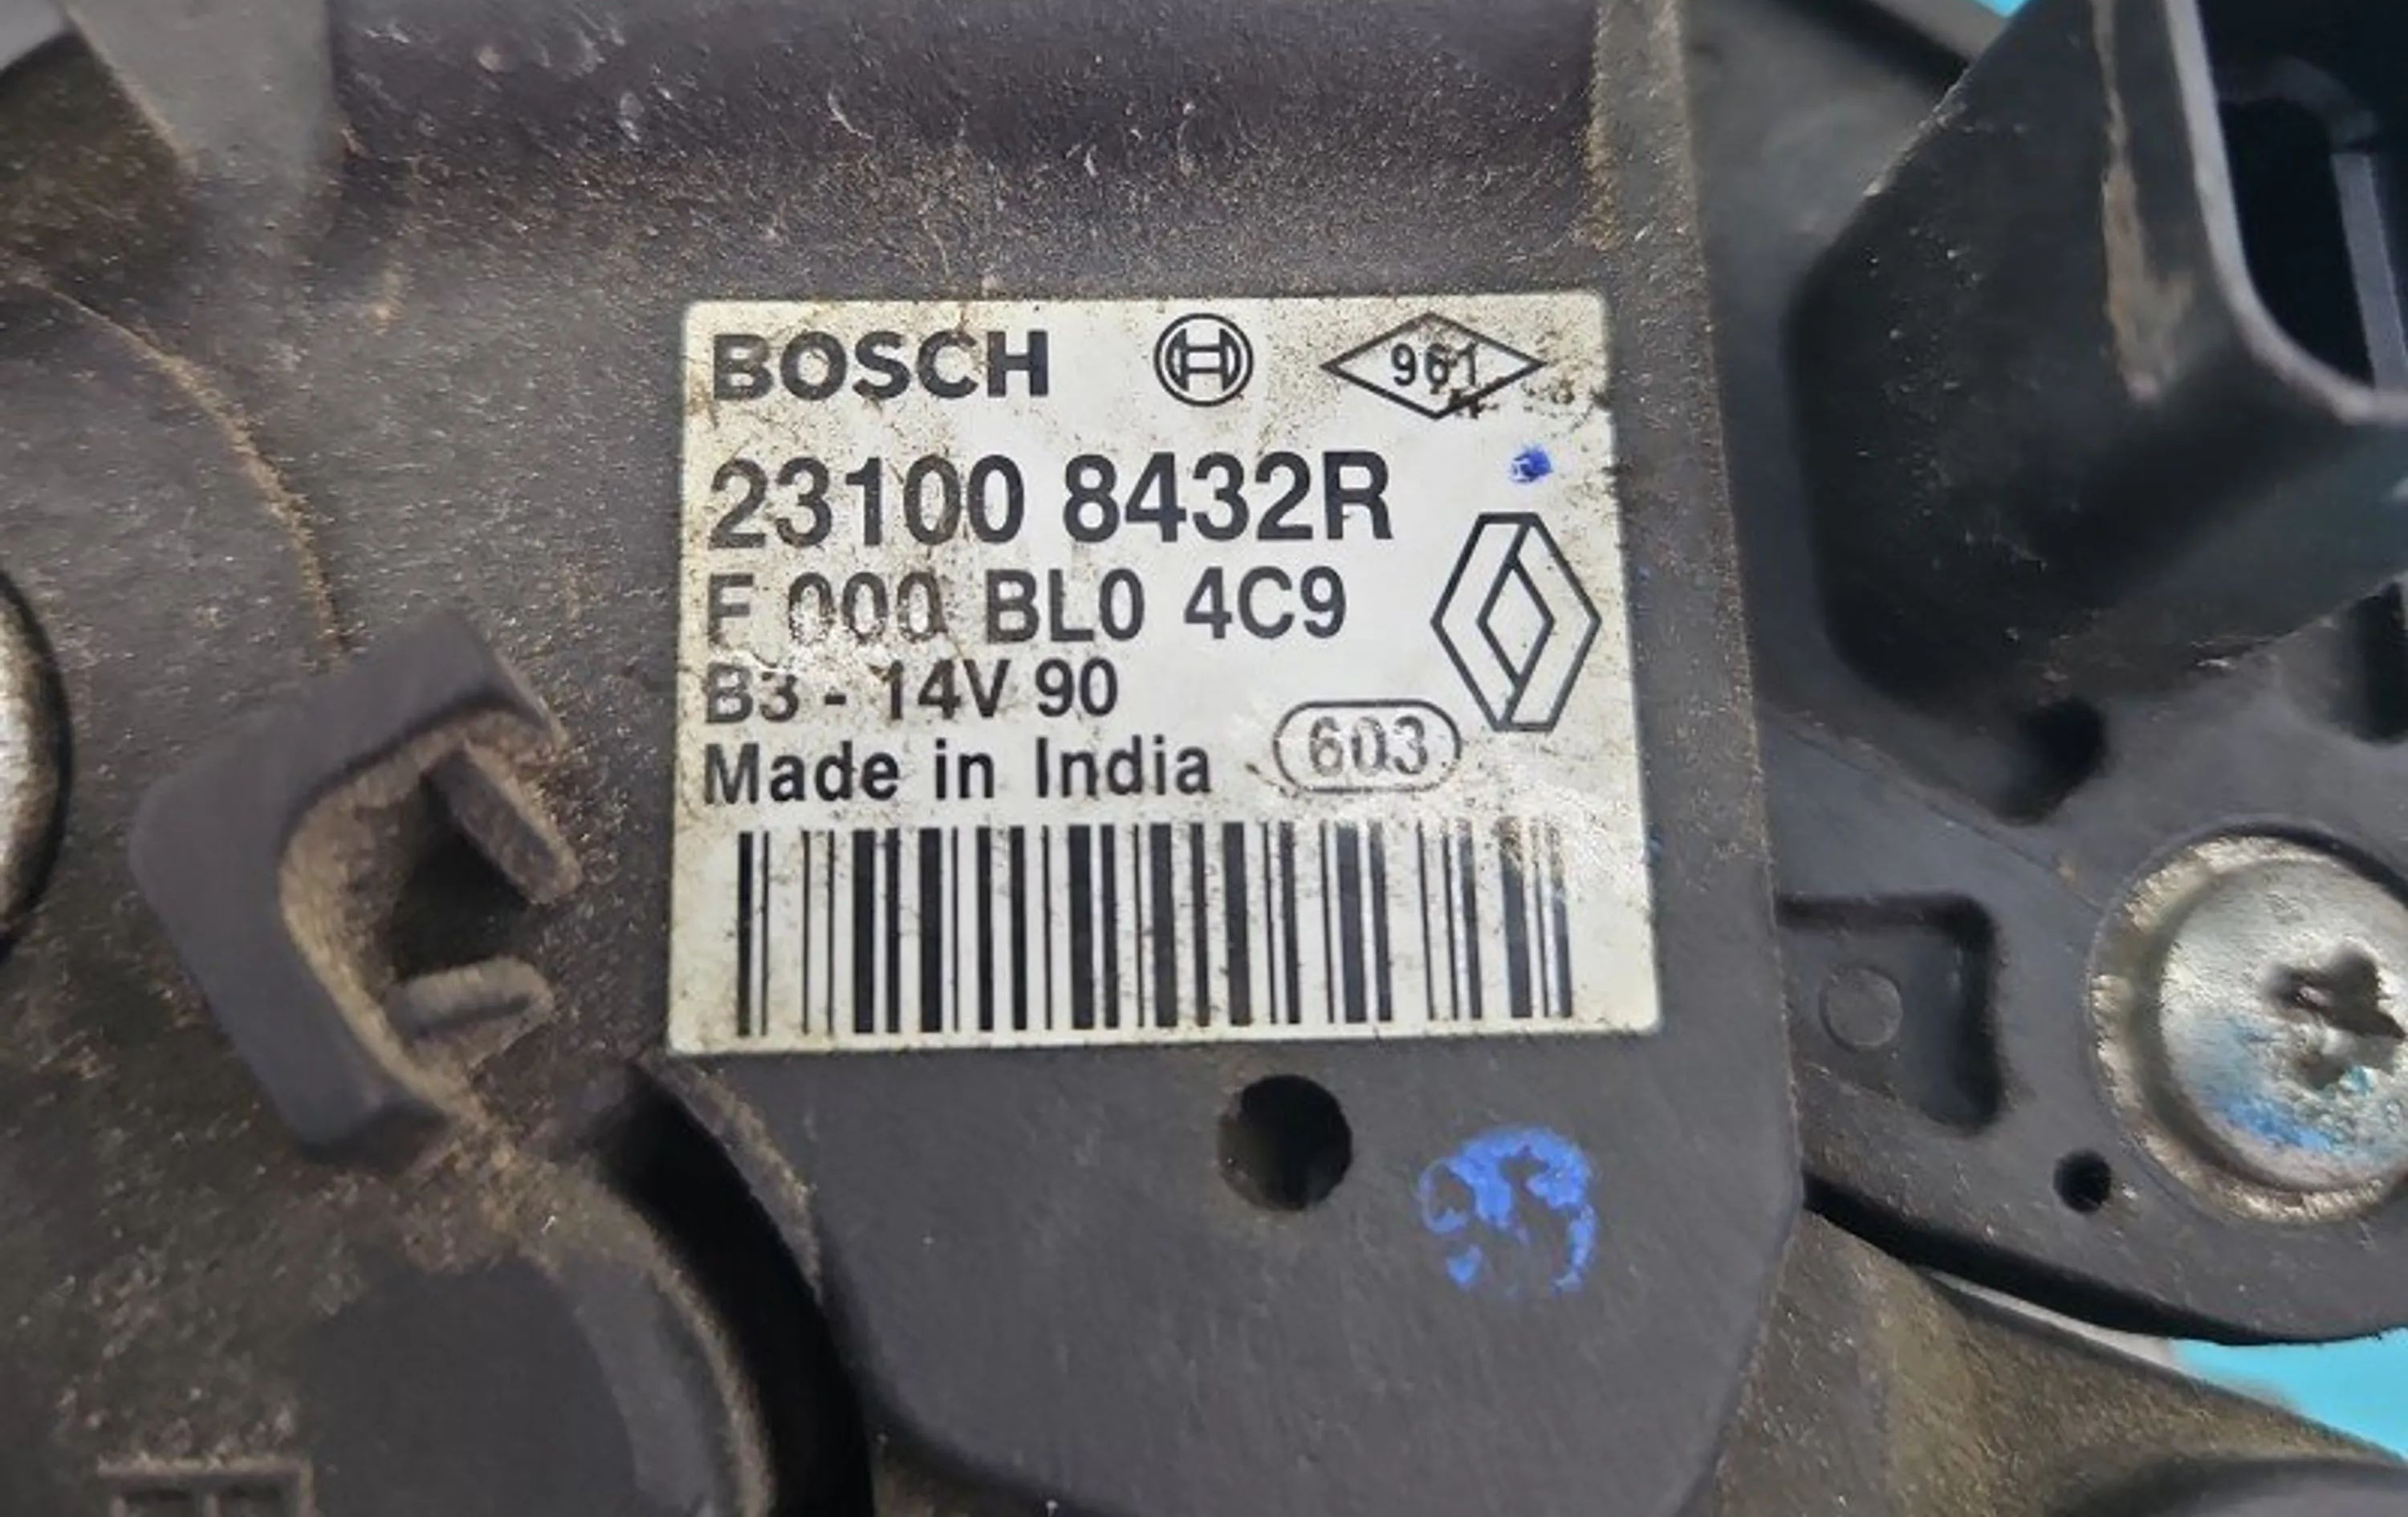 BOSCH 961
23100 8432R
F 000 BL0 4C9
B3 - 14V 90
Made in India 603